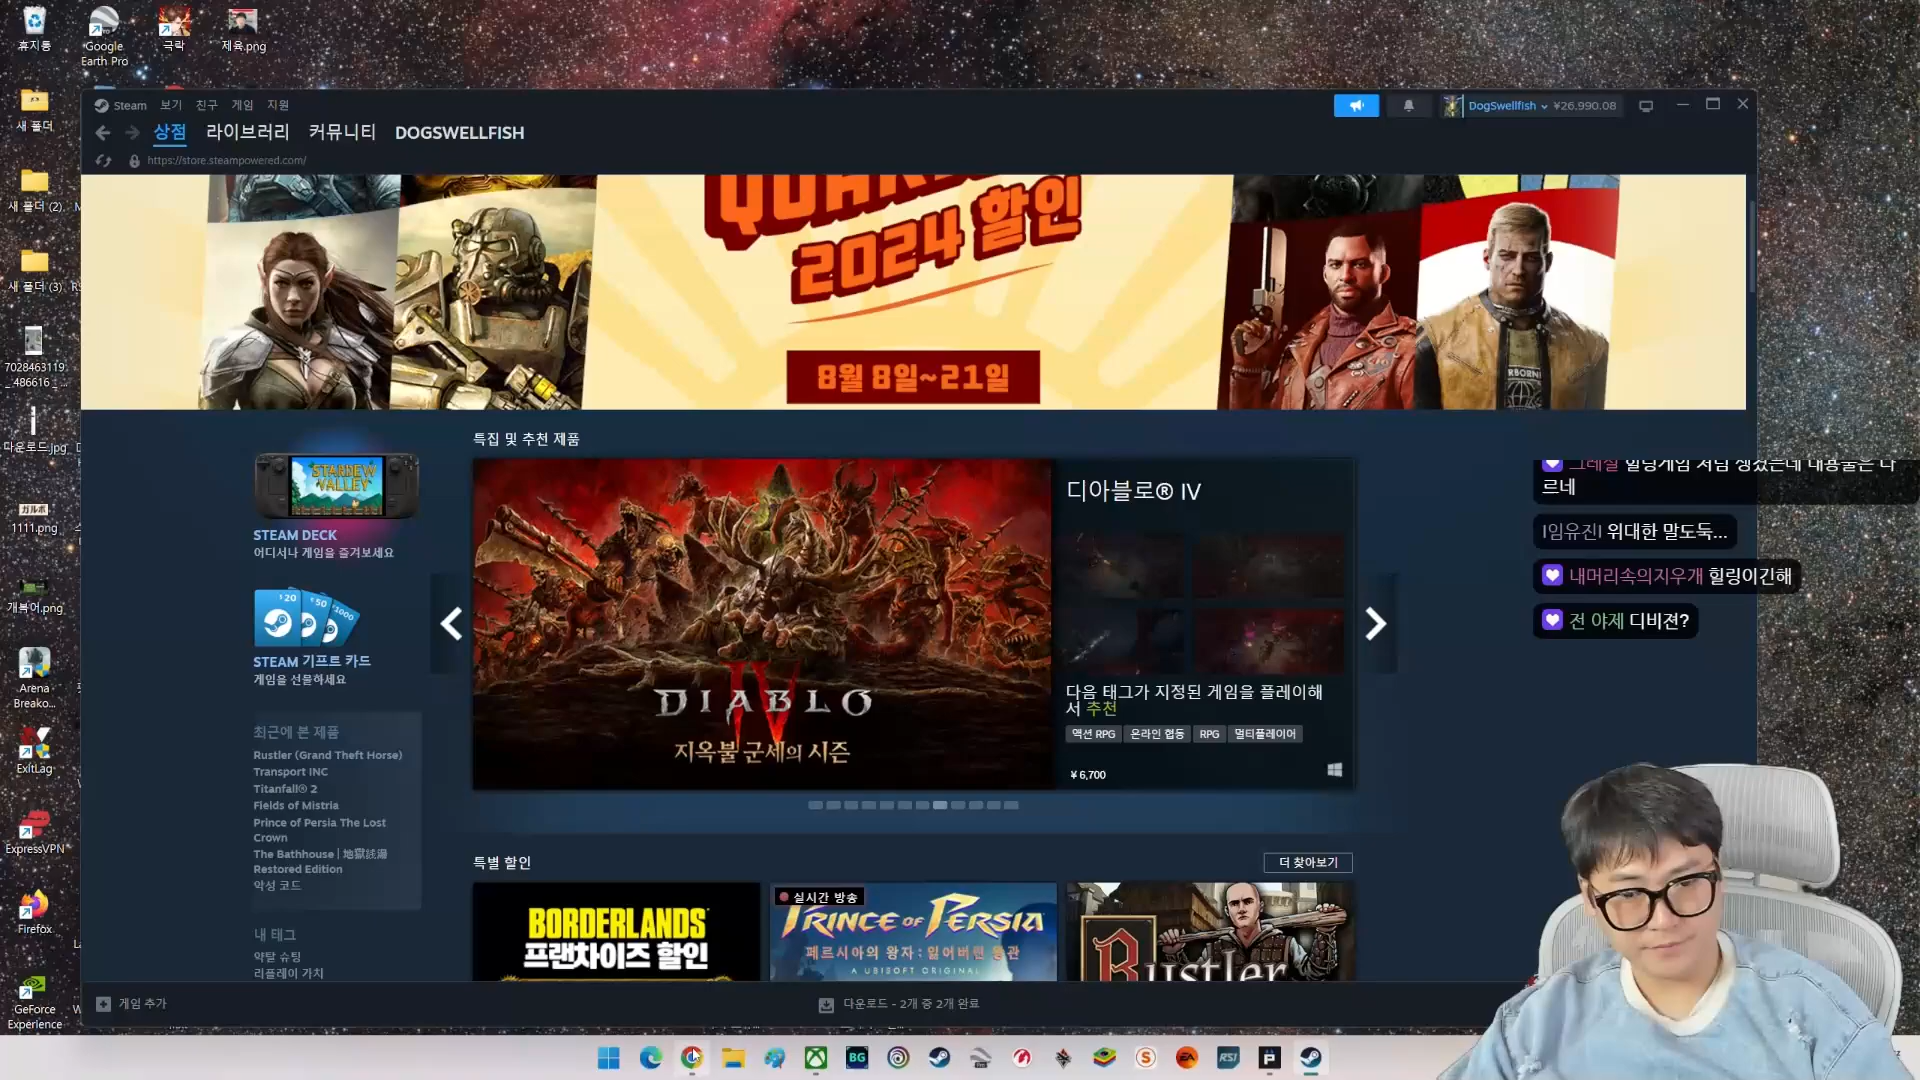 휴지통
Google
Earth Pro
극락
제육.png
새 폴더
새 폴더 (2)
새 폴더 (3)
7028463119
_486616_...
다운로드.jpg
1111.png
개복어.png
Arena
Breako...
ExitLag
ExpressVPN
Firefox
GeForce
Experience
Steam 보기 친구 게임 지원
DogSwellfish ¥26,990.08
상점 라이브러리 커뮤니티 DOGSWELLFISH
https://store.steampowered.com/
2024 할인
8월 8일~21일
STARDEW
VALLEY
STEAM DECK
어디서나 게임을 즐겨보세요
STEAM 기프트 카드
게임을 선물하세요
최근에 본 제품
Rustler (Grand Theft Horse)
Transport INC
Titanfall® 2
Fields of Mistria
Prince of Persia The Lost
Crown
The Bathhouse |
Restored Edition
악성 코드
내 태그
약탈 슈팅
리플레이 가치
특집 및 추천 제품
DIABLO
IV
지옥불 군세의 시즌
디아블로® IV
다음 태그가 지정된 게임을 플레이해
서 추천
액션 RPG 온라인 협동 RPG 멀티플레이어
¥ 6,700
특별 할인
더 찾아보기
BORDERLANDS
프랜차이즈 할인
실시간 방송
PRINCE OF PERSIA
페르시아의 왕자: 잃어버린 왕관
A UBISOFT ORIGINAL
RUSTLER
르네
I임유진I 위대한 말도둑...
내머리속의지우개 힐링이긴해
전 야제 디비젼?
게임 추가
다운로드 - 2개 중 2개 완료
BG
EA
RSI